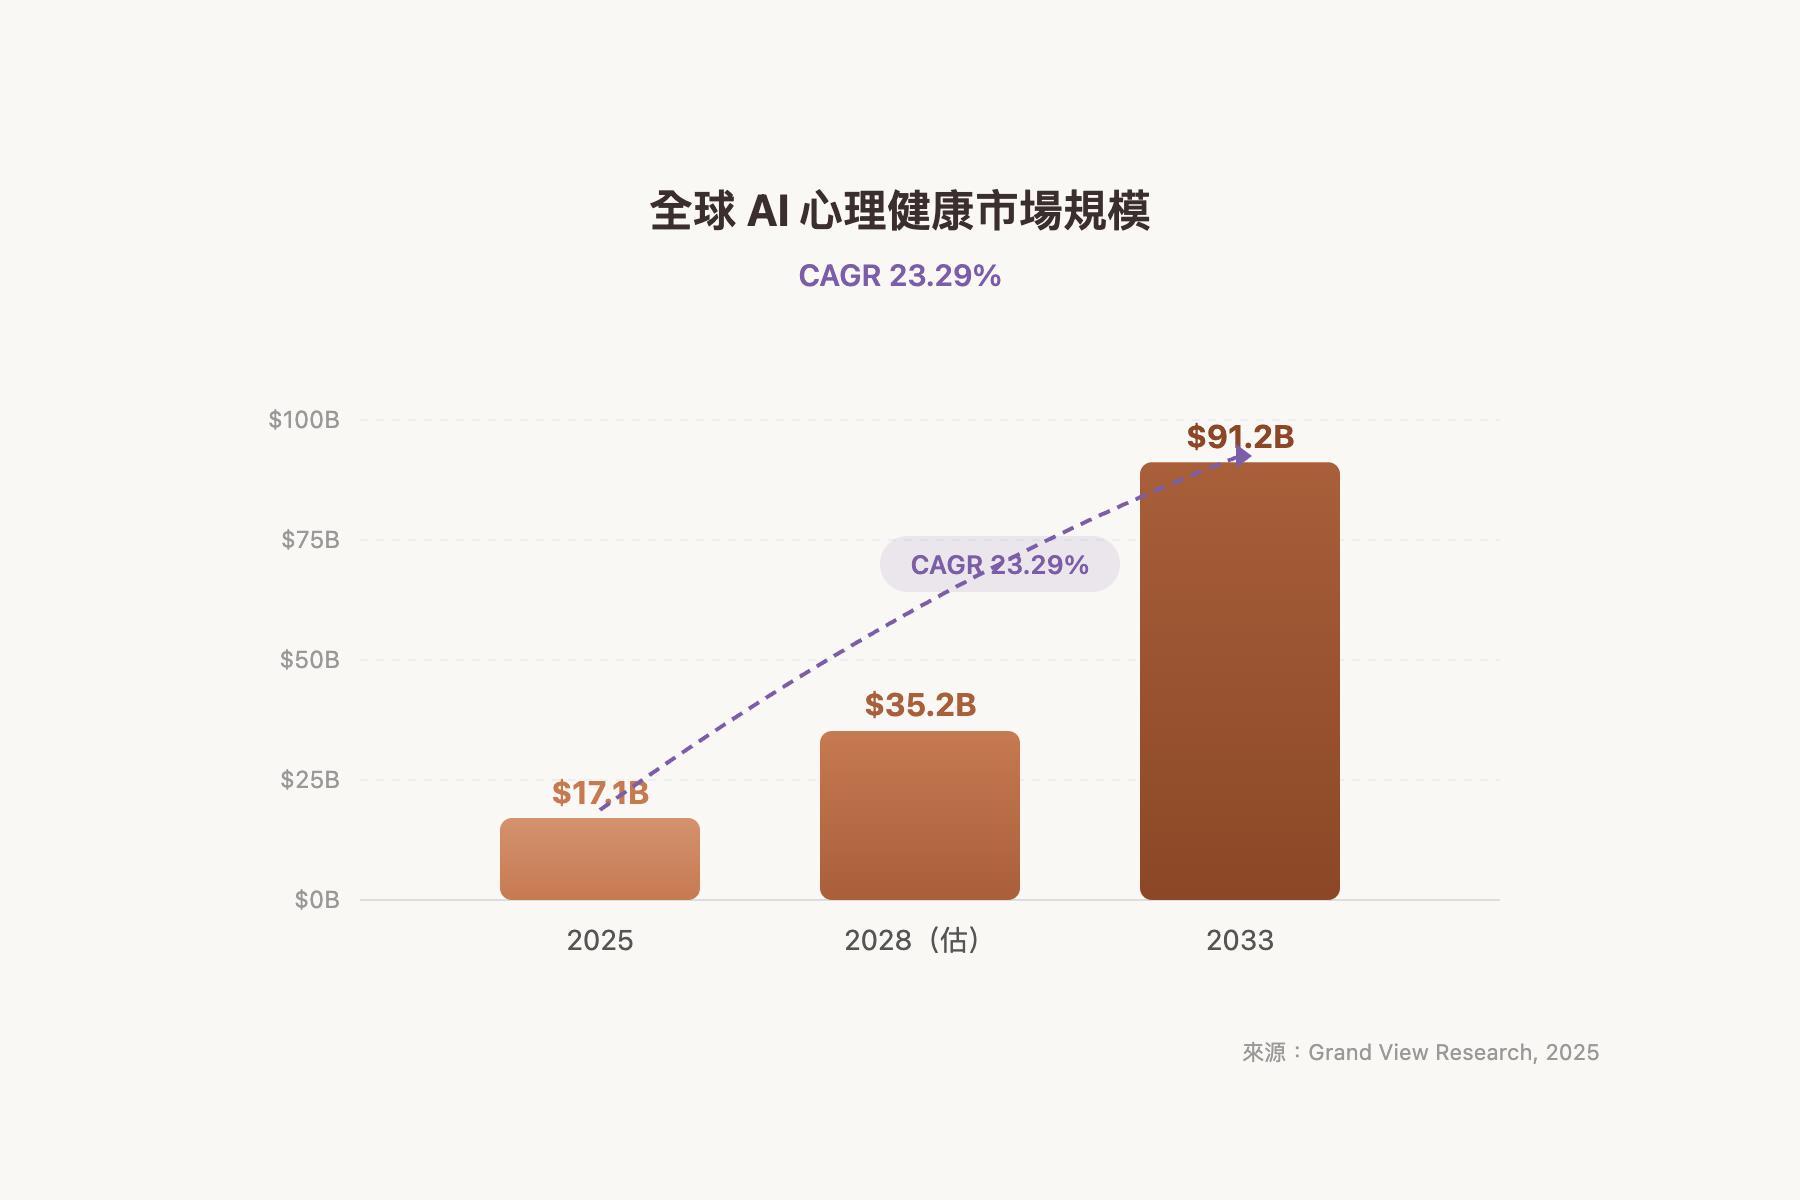 全球 AI 心理健康市場規模
CAGR 23.29%
$100B
$91.2B
$75B
CAGR 23.29%
$50B
$35.2B
$25B
$17.1B
$0B
2025
2028（估）
2033
來源：Grand View Research, 2025